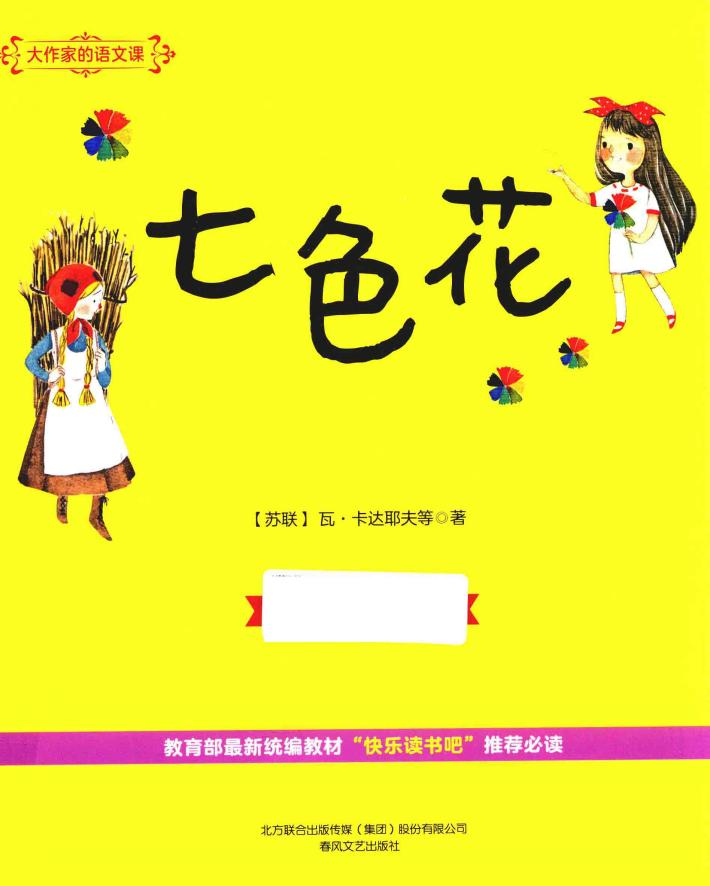 大作家的语文课
七色花
【苏联】瓦·卡达耶夫等◎著
教育部最新统编教材“快乐读书吧”推荐必读
北方联合出版传媒（集团）股份有限公司
春风文艺出版社